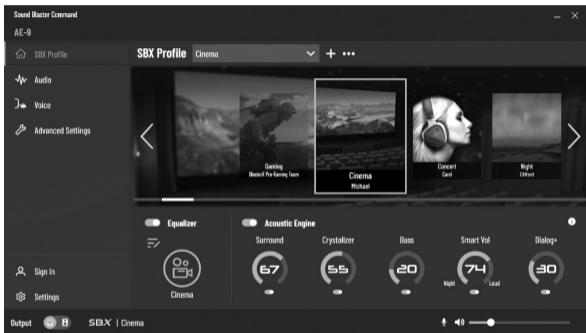 Sound Blaster Command
AE-9
SBX Profile
Audio
Voice
Advanced Settings
Sign In
Settings
SBX Profile Cinema
Gaming
BlasterX Pro-Gaming Team
Cinema
Michael
Concert
Carol
Night
Clifford
Equalizer
Cinema
Acoustic Engine
Surround Crystalizer Bass Smart Vol Dialog+
67 55 20 74 30
Night Loud
Output SBX | Cinema